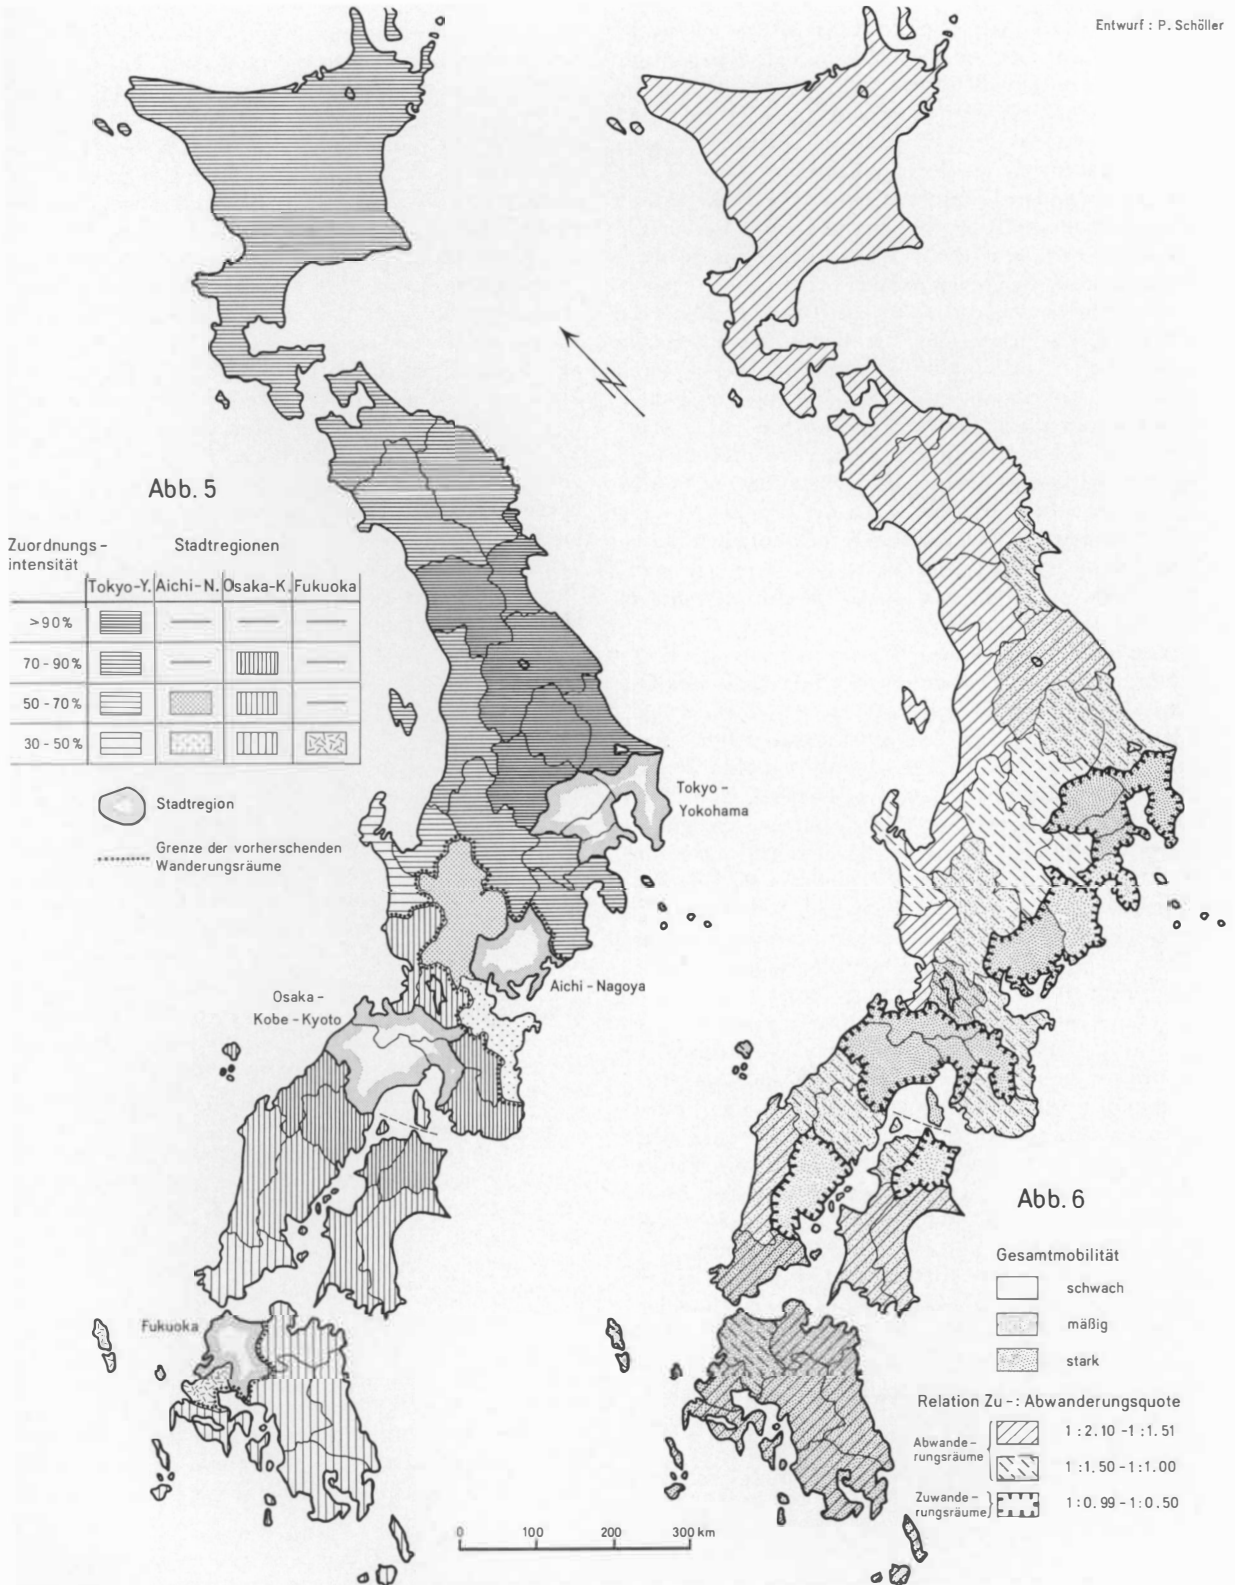 Entwurf : P. Schöller
Abb. 5
Zuordnungs-
intensität
Stadtregionen
Tokyo-Y. Aichi-N. Osaka-K. Fukuoka
>90%
70 - 90%
50 - 70%
30 - 50%
Stadtregion
Grenze der vorherschenden
Wanderungsräume
Tokyo -
Yokohama
Aichi - Nagoya
Osaka -
Kobe - Kyoto
Fukuoka
0 100 200 300 km
Abb. 6
Gesamtmobilität
schwach
mäßig
stark
Relation Zu - : Abwanderungsquote
Abwande-
rungsräume
1 : 2.10 - 1 : 1.51
1 : 1.50 - 1 : 1.00
Zuwande-
rungsräume
1 : 0.99 - 1 : 0.50